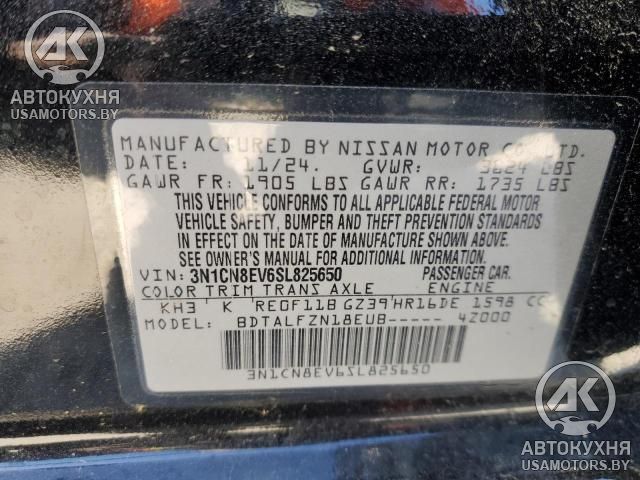 AK
АВТОКУХНЯ
USAMOTORS.BY
MANUFACTURED BY NISSAN MOTOR CO., LTD.
DATE: 11/24. GVWR: 3624 LBS
GAWR FR: 1905 LBS GAWR RR: 1735 LBS
THIS VEHICLE CONFORMS TO ALL APPLICABLE FEDERAL MOTOR
VEHICLE SAFETY, BUMPER AND THEFT PREVENTION STANDARDS
IN EFFECT ON THE DATE OF MANUFACTURE SHOWN ABOVE.
SEE OWNER'S MANUAL FOR ADDITIONAL INFORMATION.
VIN: 3N1CN8EV6SL825650 PASSENGER CAR.
COLOR TRIM TRANS AXLE ENGINE
KH3 K RE0F11B GZ39 HR16DE 1598 CC
MODEL: BDTALFZN18EUB----- 4Z000
3N1CN8EV6SL825650
AK
АВТОКУХНЯ
USAMOTORS.BY